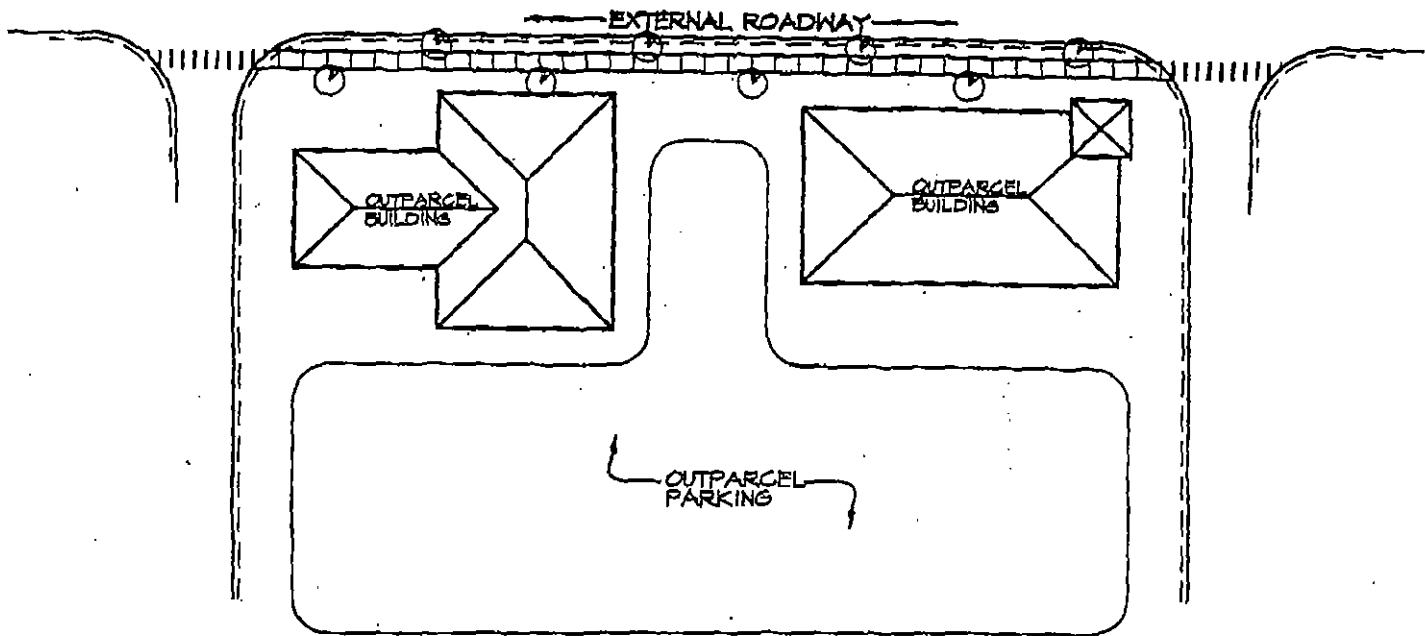 EXTERNAL ROADWAY
OUTPARCEL
BUILDING
OUTPARCEL
BUILDING
OUTPARCEL
PARKING